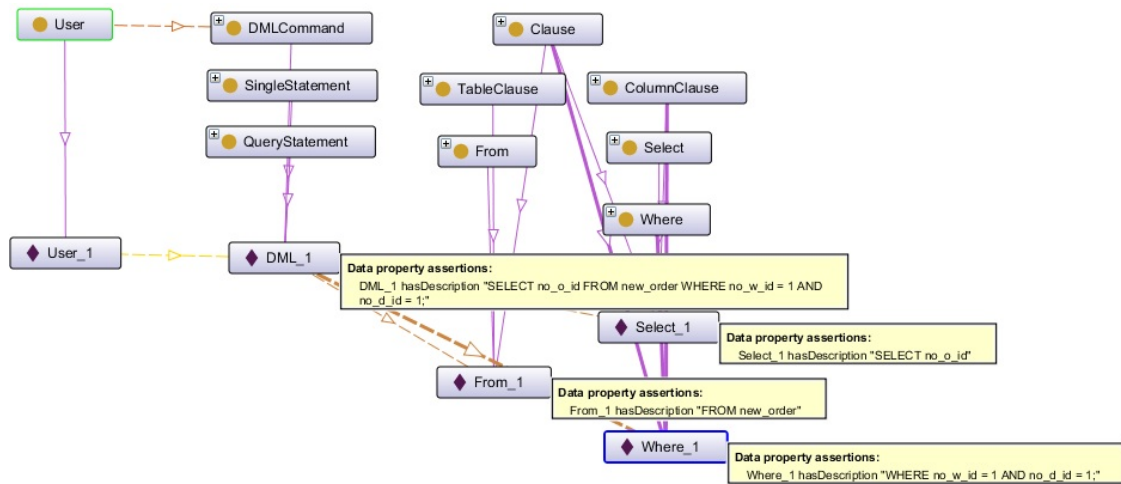 User
DMLCommand
Clause
SingleStatement
TableClause
ColumnClause
QueryStatement
From
Select
Where
User_1
DML_1
Data property assertions:
DML_1 hasDescription "SELECT no_o_id FROM new_order WHERE no_w_id = 1 AND
no_d_id = 1;"
Select_1
Data property assertions:
Select_1 hasDescription "SELECT no_o_id"
From_1
Data property assertions:
From_1 hasDescription "FROM new_order"
Where_1
Data property assertions:
Where_1 hasDescription "WHERE no_w_id = 1 AND no_d_id = 1;"